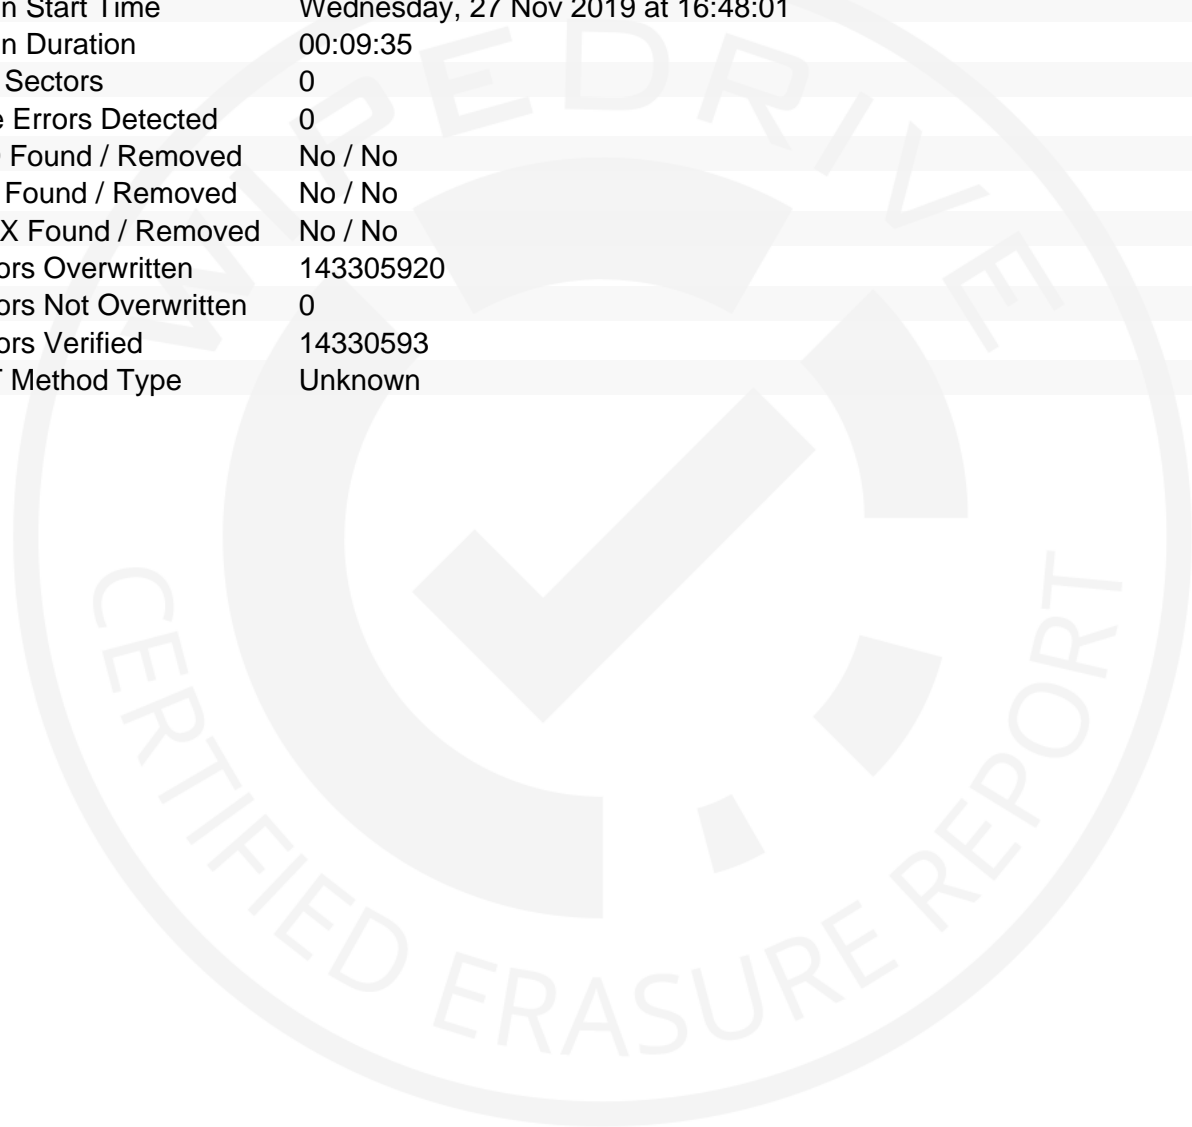 n Start Time Wednesday, 27 Nov 2019 at 16:48:01
n Duration 00:09:35
Sectors 0
e Errors Detected 0
Found / Removed No / No
Found / Removed No / No
X Found / Removed No / No
ors Overwritten 143305920
ors Not Overwritten 0
ors Verified 14330593
Method Type Unknown
WIPEDRIVE
CERTIFIED ERASURE REPORT